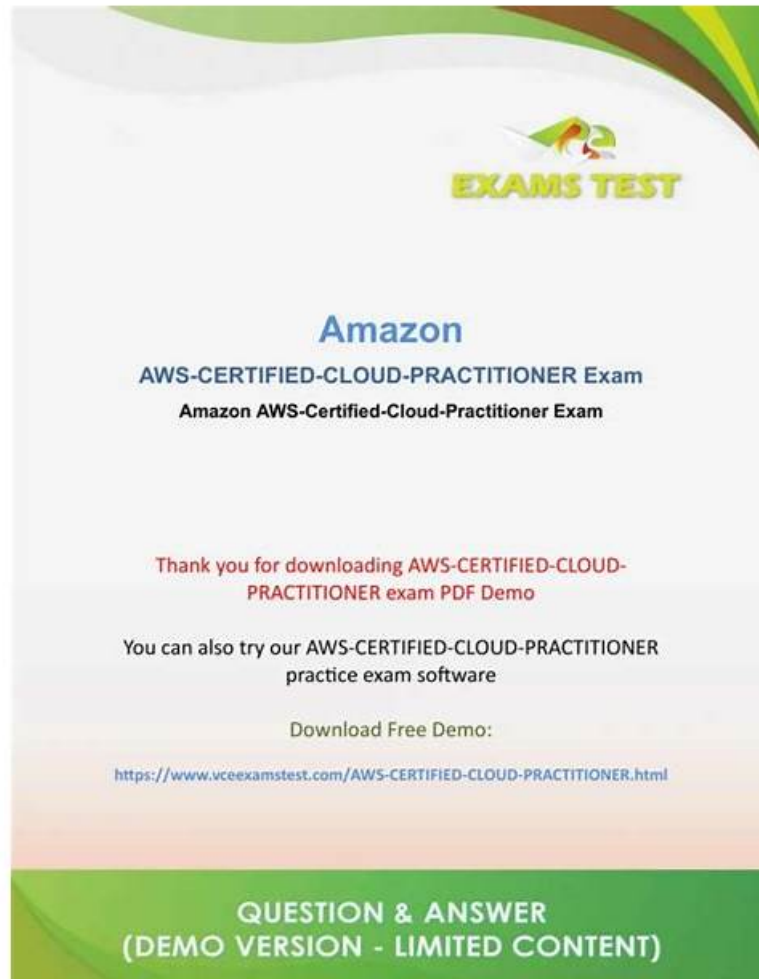 EXAMS TEST
Amazon
AWS-CERTIFIED-CLOUD-PRACTITIONER Exam
Amazon AWS-Certified-Cloud-Practitioner Exam
Thank you for downloading AWS-CERTIFIED-CLOUD-
PRACTITIONER exam PDF Demo
You can also try our AWS-CERTIFIED-CLOUD-PRACTITIONER
practice exam software
Download Free Demo:
https://www.vceexamstest.com/AWS-CERTIFIED-CLOUD-PRACTITIONER.html
QUESTION & ANSWER
(DEMO VERSION - LIMITED CONTENT)